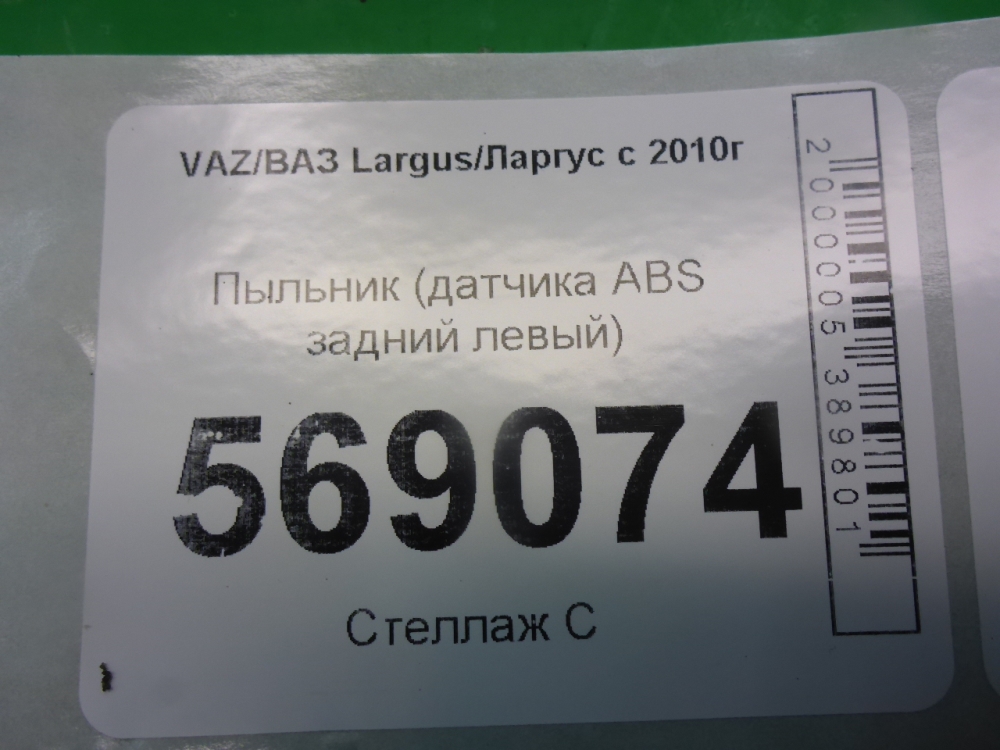 VAZ/ВАЗ Largus/Ларгус с 2010г
Пыльник (датчика ABS
задний левый)
569074
Стеллаж С
2000005389801